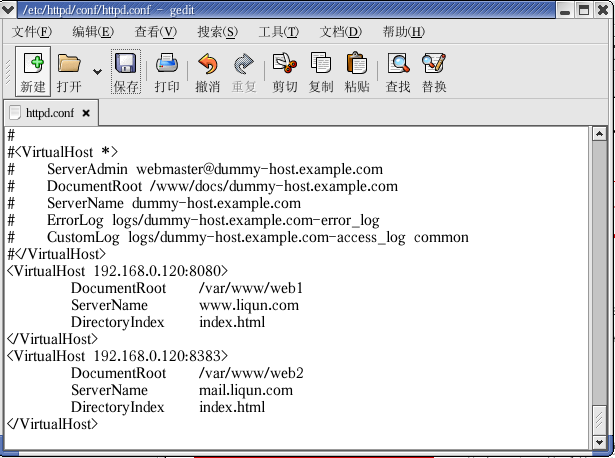 /etc/httpd/conf/httpd.conf - gedit
文件(F) 编辑(E) 查看(V) 搜索(S) 工具(T) 文档(D) 帮助(H)
新建 打开 保存 打印 撤消 重复 剪切 复制 粘贴 查找 替换
httpd.conf
#
#<VirtualHost *>
# ServerAdmin webmaster@dummy-host.example.com
# DocumentRoot /www/docs/dummy-host.example.com
# ServerName dummy-host.example.com
# ErrorLog logs/dummy-host.example.com-error_log
# CustomLog logs/dummy-host.example.com-access_log common
#</VirtualHost>
<VirtualHost 192.168.0.120:8080>
DocumentRoot /var/www/web1
ServerName www.liqun.com
DirectoryIndex index.html
</VirtualHost>
<VirtualHost 192.168.0.120:8383>
DocumentRoot /var/www/web2
ServerName mail.liqun.com
DirectoryIndex index.html
</VirtualHost>